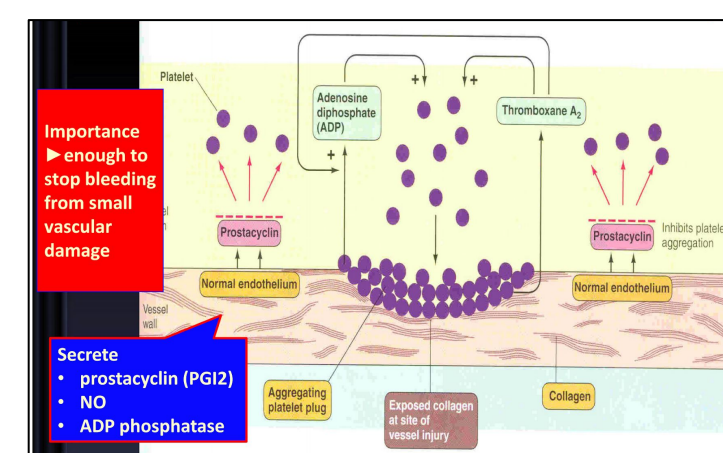 Platelet
Adenosine
diphosphate
(ADP)
+
+
+
Thromboxane A2
Importance
►enough to
stop bleeding
from small
vascular
damage
Prostacyclin
Prostacyclin
Inhibits platele
aggregation
Normal endothelium
Normal endothelium
Vessel
wall
Secrete
• prostacyclin (PGI2)
• NO
• ADP phosphatase
Aggregating
platelet plug
Exposed collagen
at site of
vessel injury
Collagen